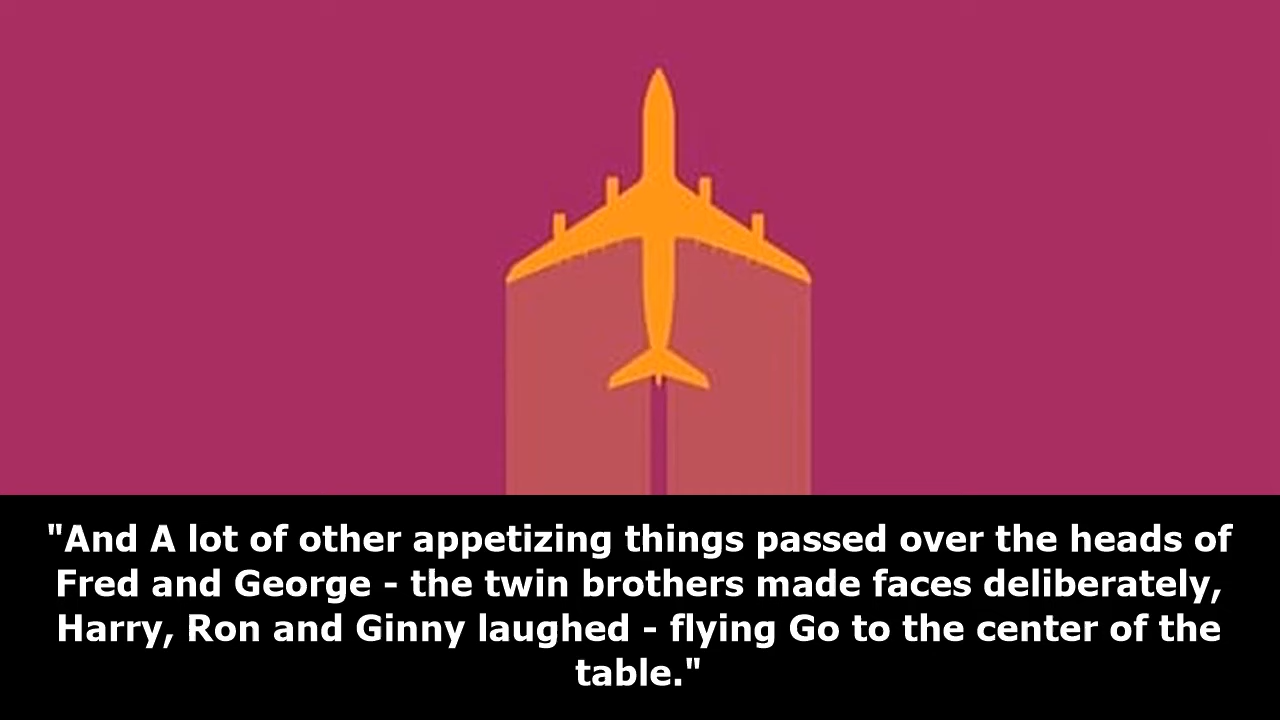 "And A lot of other appetizing things passed over the heads of
Fred and George - the twin brothers made faces deliberately,
Harry, Ron and Ginny laughed - flying Go to the center of the
table."